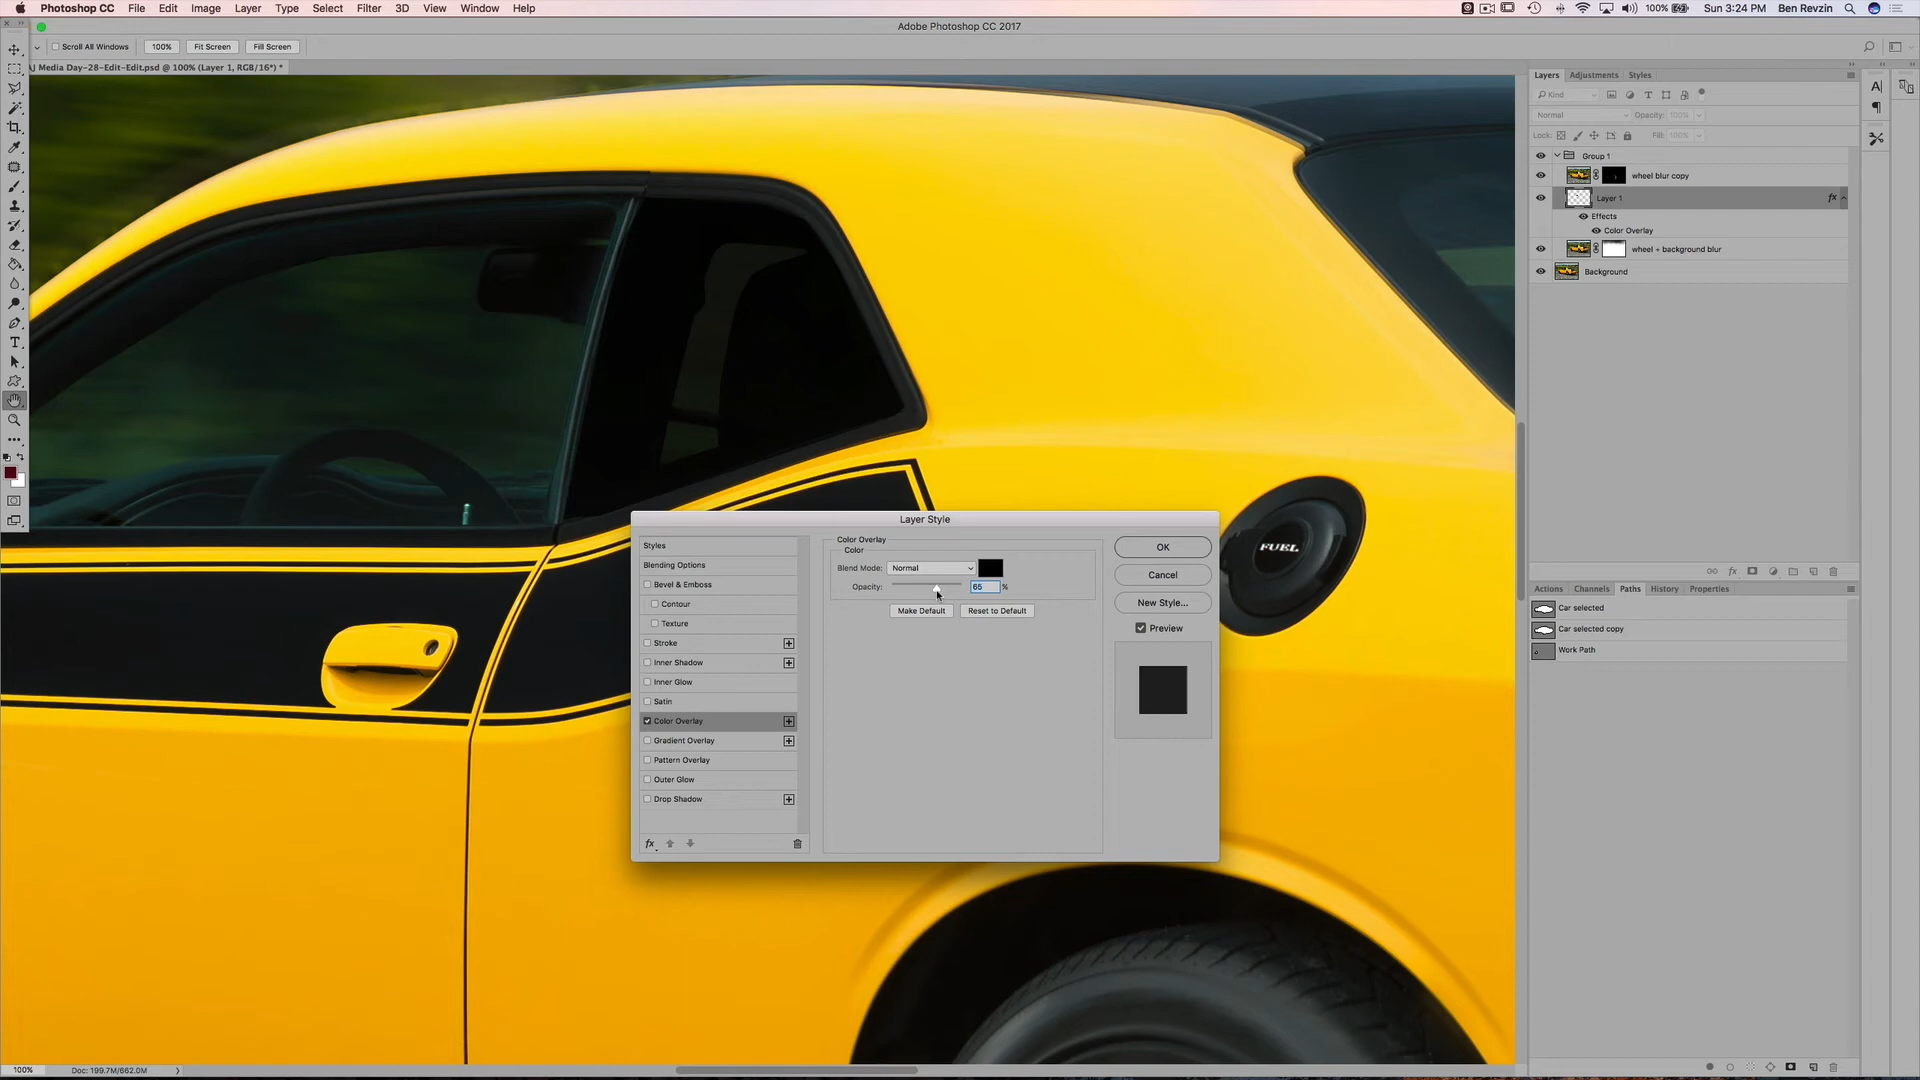 Photoshop CC File Edit Image Layer Type Select Filter 3D View Window Help
100% Sun 3:24 PM Ben Revzin
Adobe Photoshop CC 2017
Scroll All Windows 100% Fit Screen Fill Screen
AJ Media Day-28-Edit-Edit.psd @ 100% (Layer 1, RGB/16*) *
Layers Adjustments Styles
Kind
Normal Opacity: 100%
Lock: Fill: 100%
Group 1
wheel blur copy
Layer 1 fx
Effects
Color Overlay
wheel + background blur
Background
FUEL
Layer Style
Styles
Blending Options
Bevel & Emboss
Contour
Texture
Stroke
Inner Shadow
Inner Glow
Satin
Color Overlay
Gradient Overlay
Pattern Overlay
Outer Glow
Drop Shadow
fx
Color Overlay
Color
Blend Mode: Normal
Opacity: 65 %
Make Default Reset to Default
OK
Cancel
New Style...
Preview
Actions Channels Paths History Properties
Car selected
Car selected copy
Work Path
100% Doc: 199.7M/662.0M